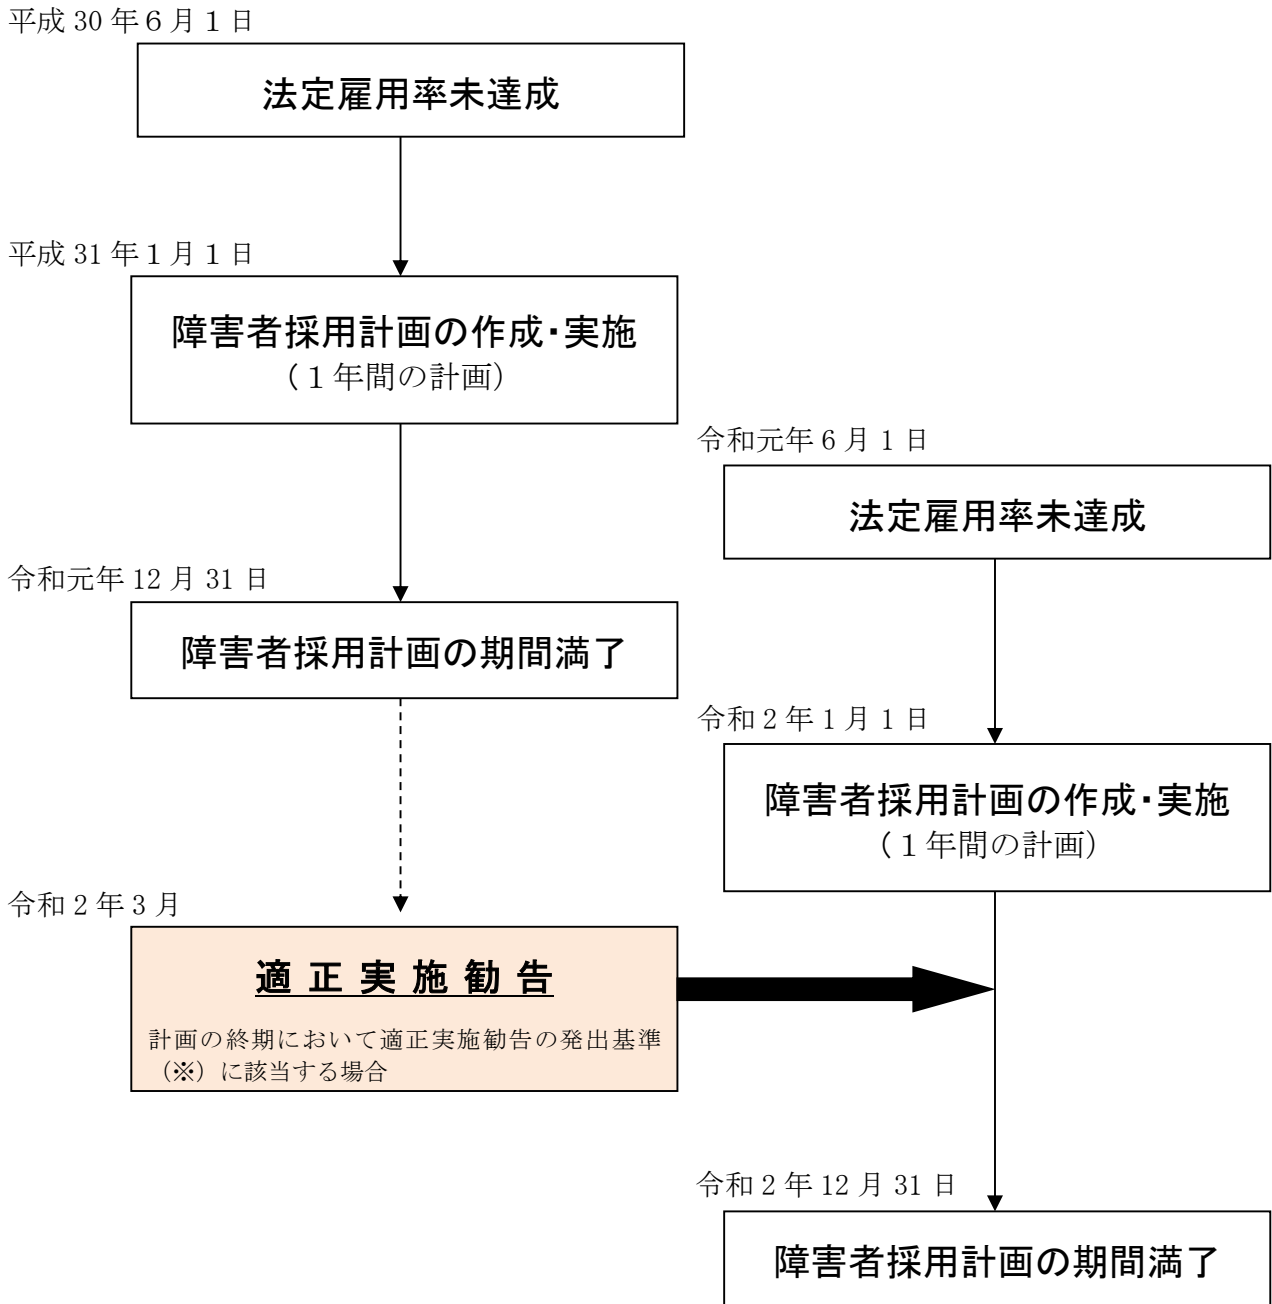 平成 30 年６月１日
法定雇用率未達成
平成 31 年１月１日
障害者採用計画の作成・実施
（１年間の計画）
令和元年 12 月 31 日
障害者採用計画の期間満了
令和２年３月
適 正 実 施 勧 告
計画の終期において適正実施勧告の発出基準
（※）に該当する場合
令和元年６月１日
法定雇用率未達成
令和２年１月１日
障害者採用計画の作成・実施
（１年間の計画）
令和２年 12 月 31 日
障害者採用計画の期間満了